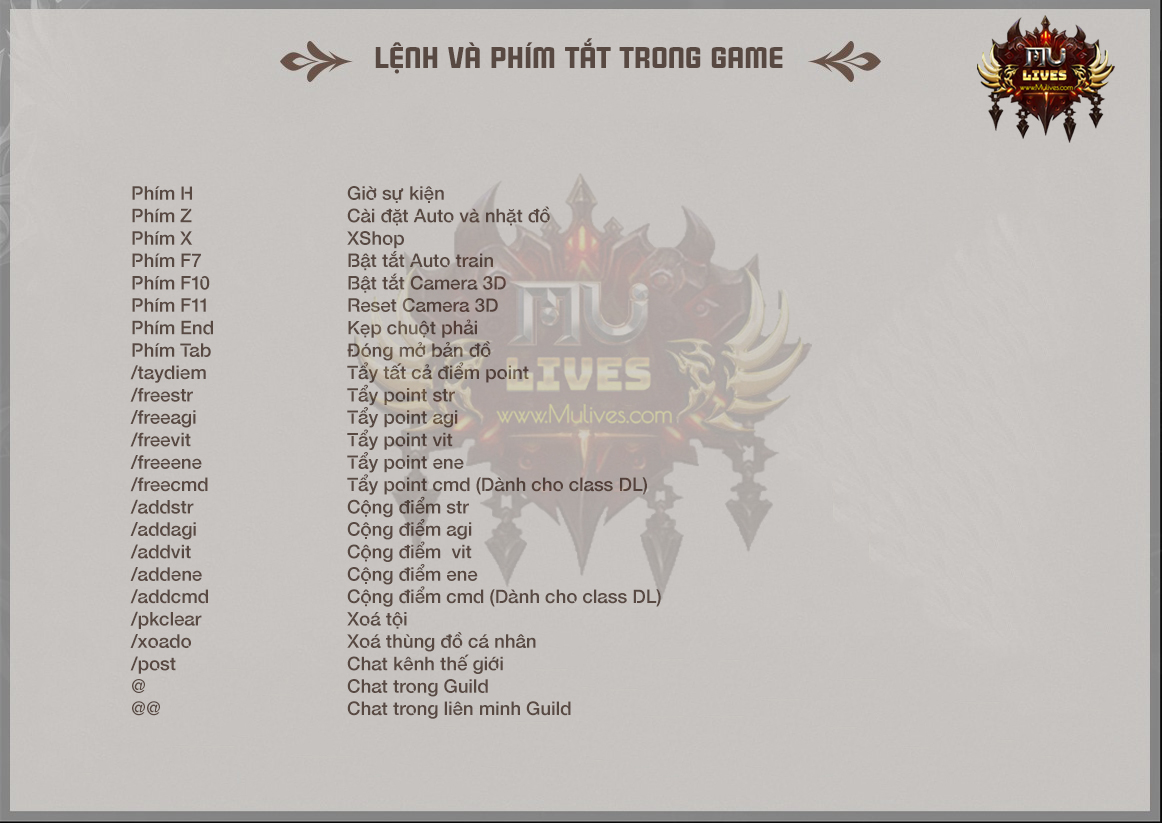 LỆNH VÀ PHÍM TẮT TRONG GAME
MU
LIVES
www.Mulives.com
Phím H Giờ sự kiện
Phím Z Cài đặt Auto và nhặt đồ
Phím X XShop
Phím F7 Bật tắt Auto train
Phím F10 Bật tắt Camera 3D
Phím F11 Reset Camera 3D
Phím End Kẹp chuột phải
Phím Tab Đóng mở bản đồ
/taydiem Tẩy tất cả điểm point
/freestr Tẩy point str
/freeagi Tẩy point agi
/freevit Tẩy point vit
/freeene Tẩy point ene
/freecmd Tẩy point cmd (Dành cho class DL)
/addstr Cộng điểm str
/addagi Cộng điểm agi
/addvit Cộng điểm  vit
/addene Cộng điểm ene
/addcmd Cộng điểm cmd (Dành cho class DL)
/pkclear Xoá tội
/xoado Xoá thùng đồ cá nhân
/post Chat kênh thế giới
@ Chat trong Guild
@@ Chat trong liên minh Guild
MU
LIVES
www.Mulives.com